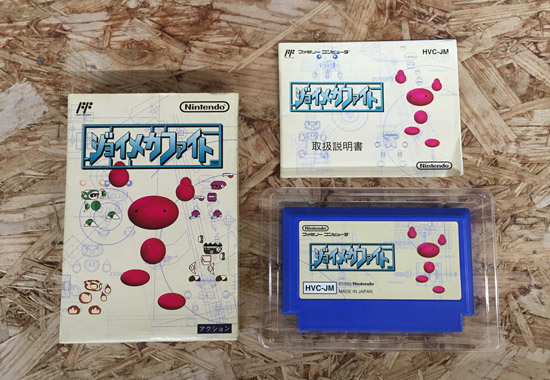 Nintendo
ジョイメカファイト
TM
アクション
ファミリー コンピュータ
HVC-JM
ジョイメカファイト
取扱説明書
Nintendo
Nintendo
ファミリー コンピュータ
ジョイメカファイト
HVC-JM
©1993 Nintendo
MADE IN JAPAN